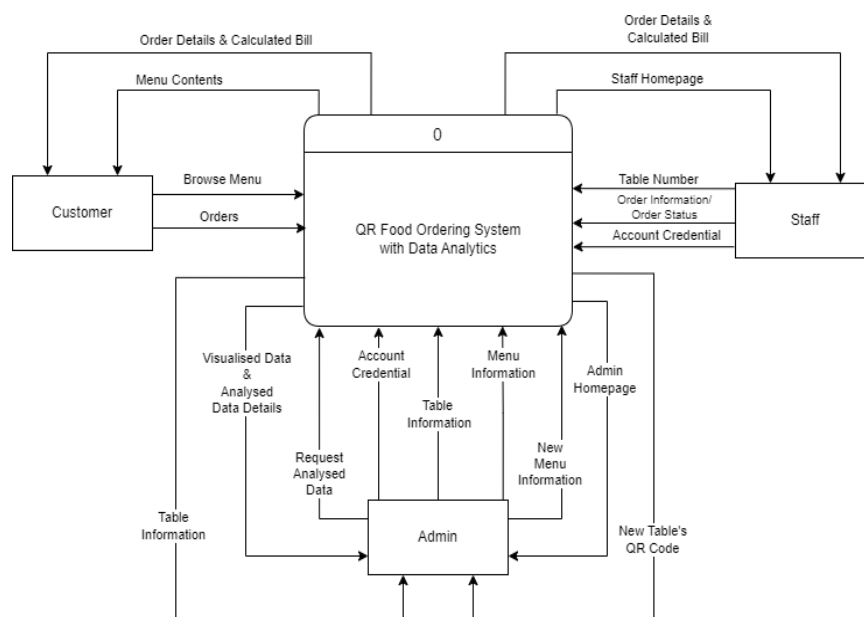 Order Details &
Calculated Bill
Order Details & Calculated Bill
Menu Contents
Staff Homepage
0
Browse Menu
Customer
Orders
QR Food Ordering System
with Data Analytics
Table Number
Order Information/
Order Status
Account Credential
Staff
Visualised Data
&
Analysed
Data Details
Account
Credential
Table
Information
Menu
Information
Admin
Homepage
Request
Analysed
Data
New
Menu
Information
Table
Information
Admin
New Table's
QR Code